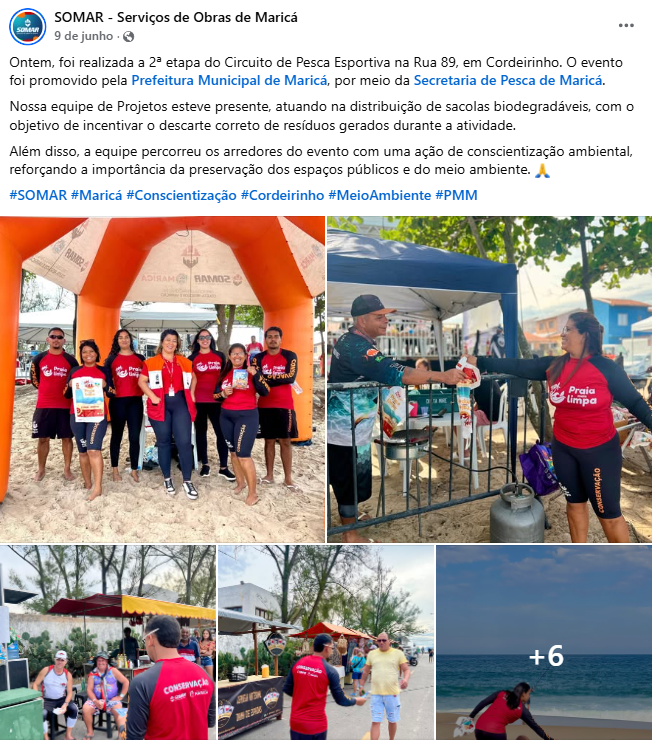 SOMAR - Serviços de Obras de Maricá
9 de junho
Ontem, foi realizada a 2ª etapa do Circuito de Pesca Esportiva na Rua 89, em Cordeirinho. O evento
foi promovido pela Prefeitura Municipal de Maricá, por meio da Secretaria de Pesca de Maricá.
Nossa equipe de Projetos esteve presente, atuando na distribuição de sacolas biodegradáveis, com o
objetivo de incentivar o descarte correto de resíduos gerados durante a atividade.
Além disso, a equipe percorreu os arredores do evento com uma ação de conscientização ambiental,
reforçando a importância da preservação dos espaços públicos e do meio ambiente. 🙏
#SOMAR #Maricá #Conscientização #Cordeirinho #MeioAmbiente #PMM
SOMAR
MARICÁ
SOMAR
Praia
limpa
Praia
limpa
CONSERVAÇÃO
CONSERVAÇÃO
CONSERVAÇÃO
+6